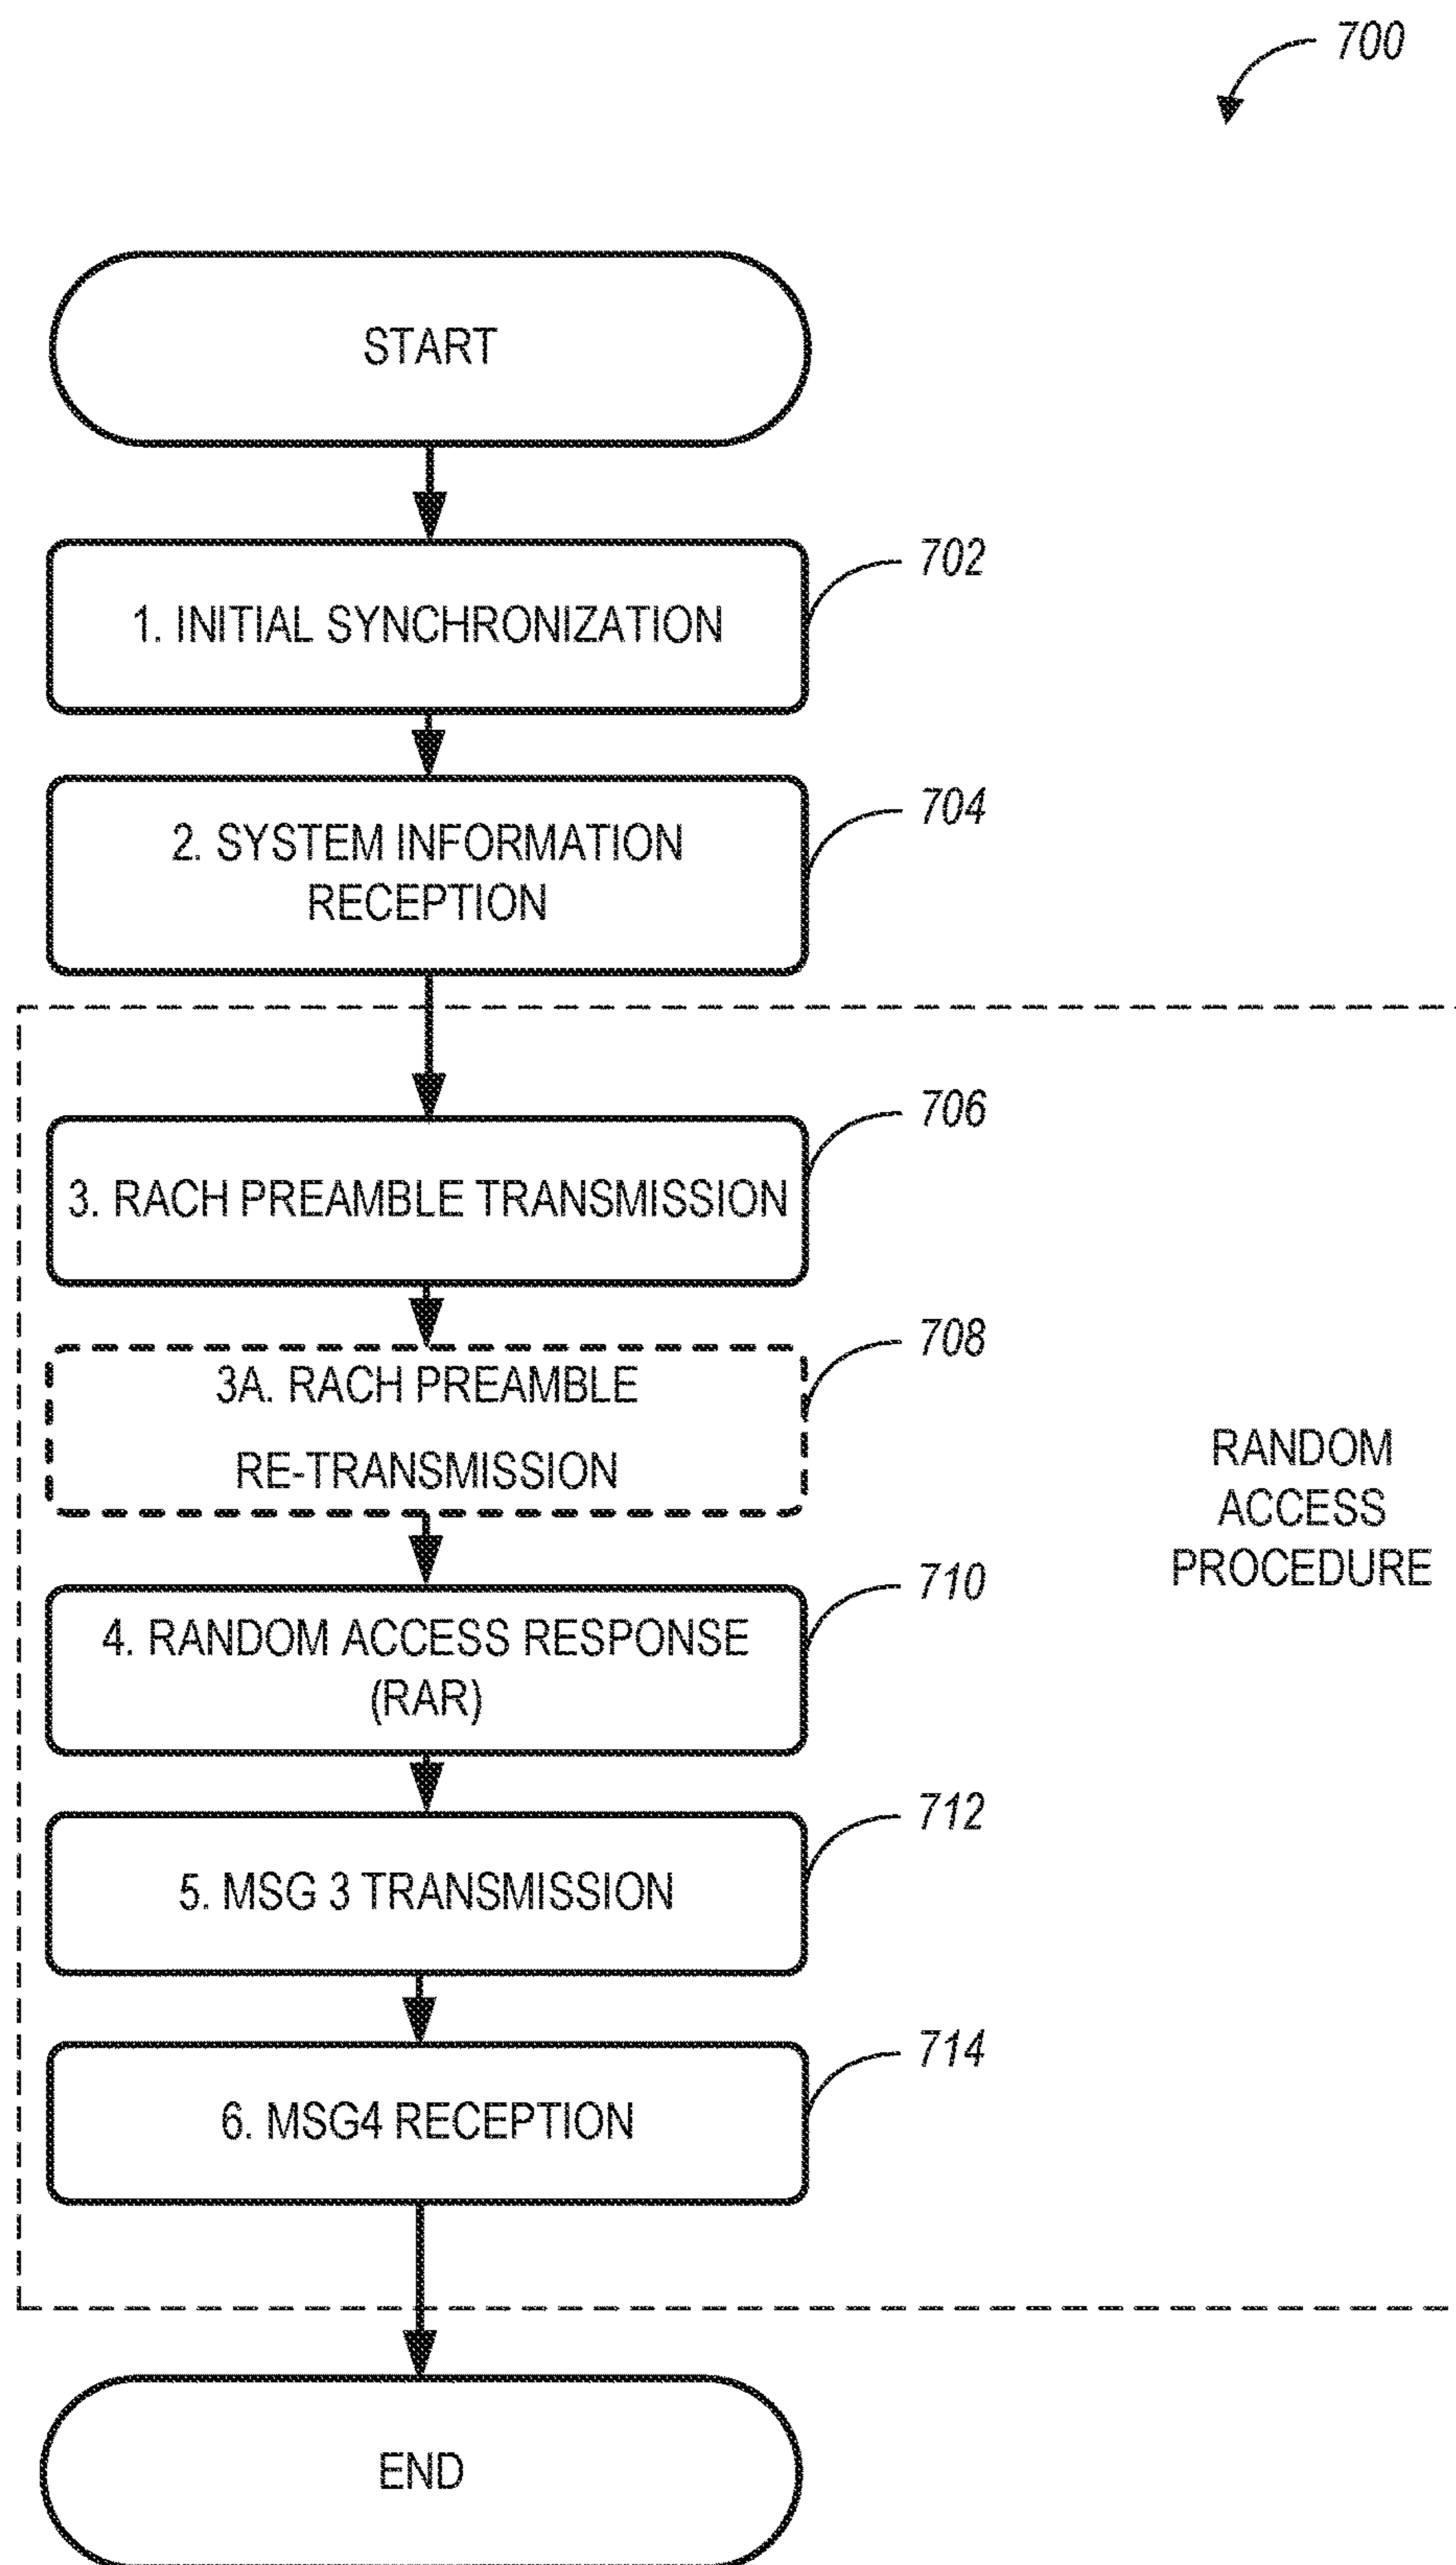 700
START
1. INITIAL SYNCHRONIZATION
702
2. SYSTEM INFORMATION
RECEPTION
704
3. RACH PREAMBLE TRANSMISSION
706
3A. RACH PREAMBLE
RE-TRANSMISSION
708
RANDOM
ACCESS
PROCEDURE
4. RANDOM ACCESS RESPONSE
(RAR)
710
5. MSG 3 TRANSMISSION
712
6. MSG4 RECEPTION
714
END